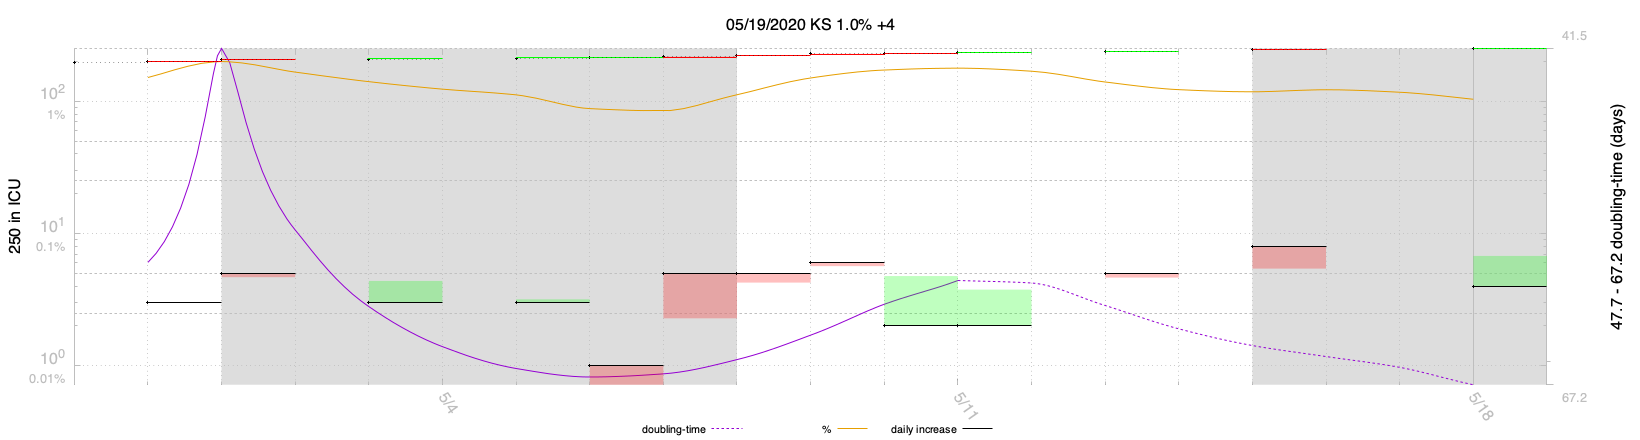 05/19/2020 KS 1.0% +4
41.5
10²
1%
10¹
0.1%
10⁰
0.01%
250 in ICU
47.7 - 67.2 doubling-time (days)
67.2
5/4
5/11
5/18
doubling-time
%
daily increase